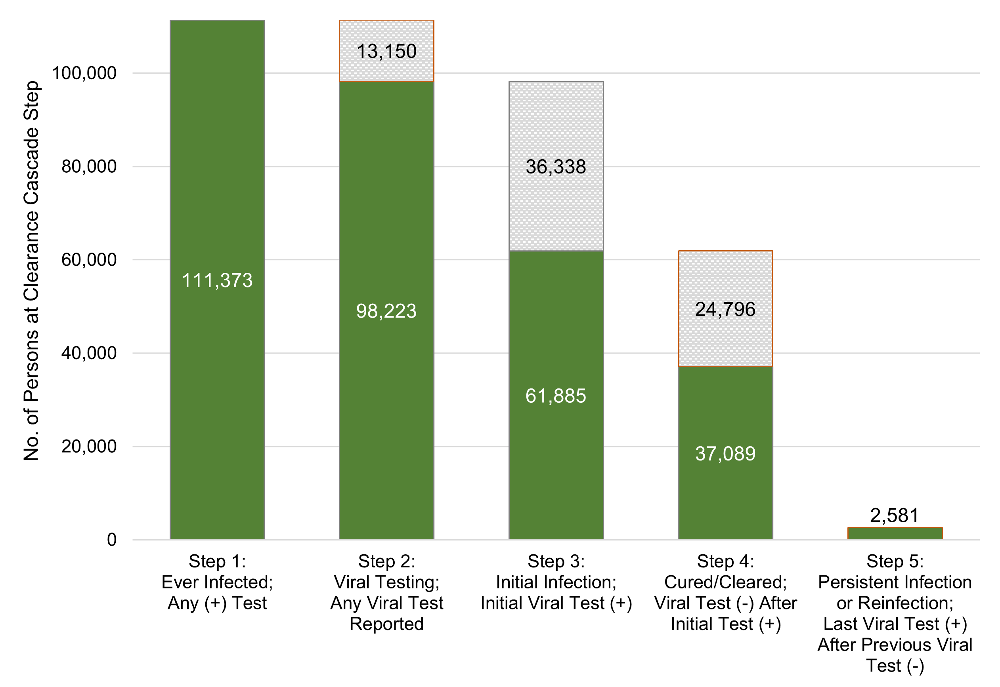 No. of Persons at Clearance Cascade Step
100,000
80,000
60,000
40,000
20,000
0
111,373
13,150
98,223
36,338
61,885
24,796
37,089
2,581
Step 1:
Ever Infected;
Any (+) Test
Step 2:
Viral Testing;
Any Viral Test
Reported
Step 3:
Initial Infection;
Initial Viral Test (+)
Step 4:
Cured/Cleared;
Viral Test (-) After
Initial Test (+)
Step 5:
Persistent Infection
or Reinfection;
Last Viral Test (+)
After Previous Viral
Test (-)